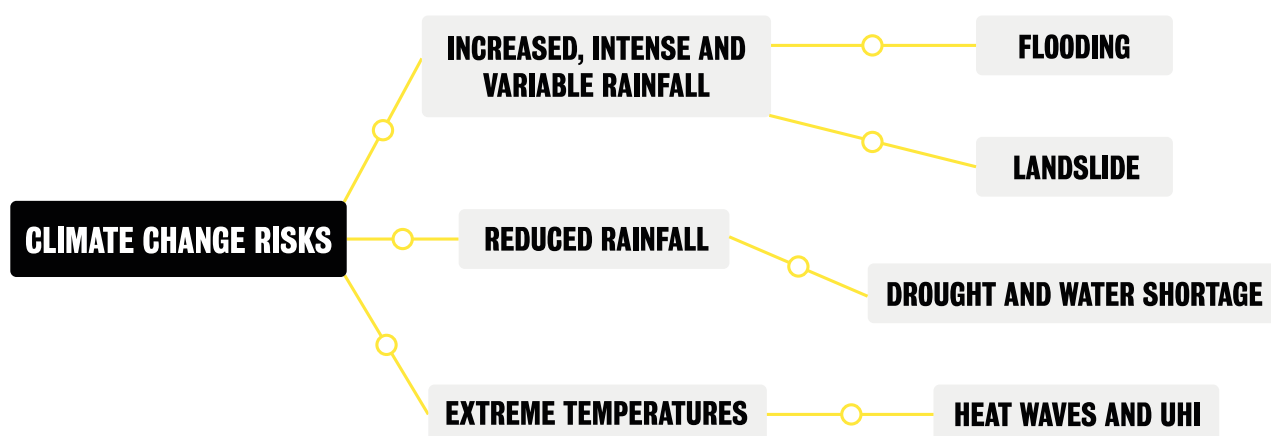 CLIMATE CHANGE RISKS
INCREASED, INTENSE AND
VARIABLE RAINFALL
FLOODING
LANDSLIDE
REDUCED RAINFALL
DROUGHT AND WATER SHORTAGE
EXTREME TEMPERATURES
HEAT WAVES AND UHI